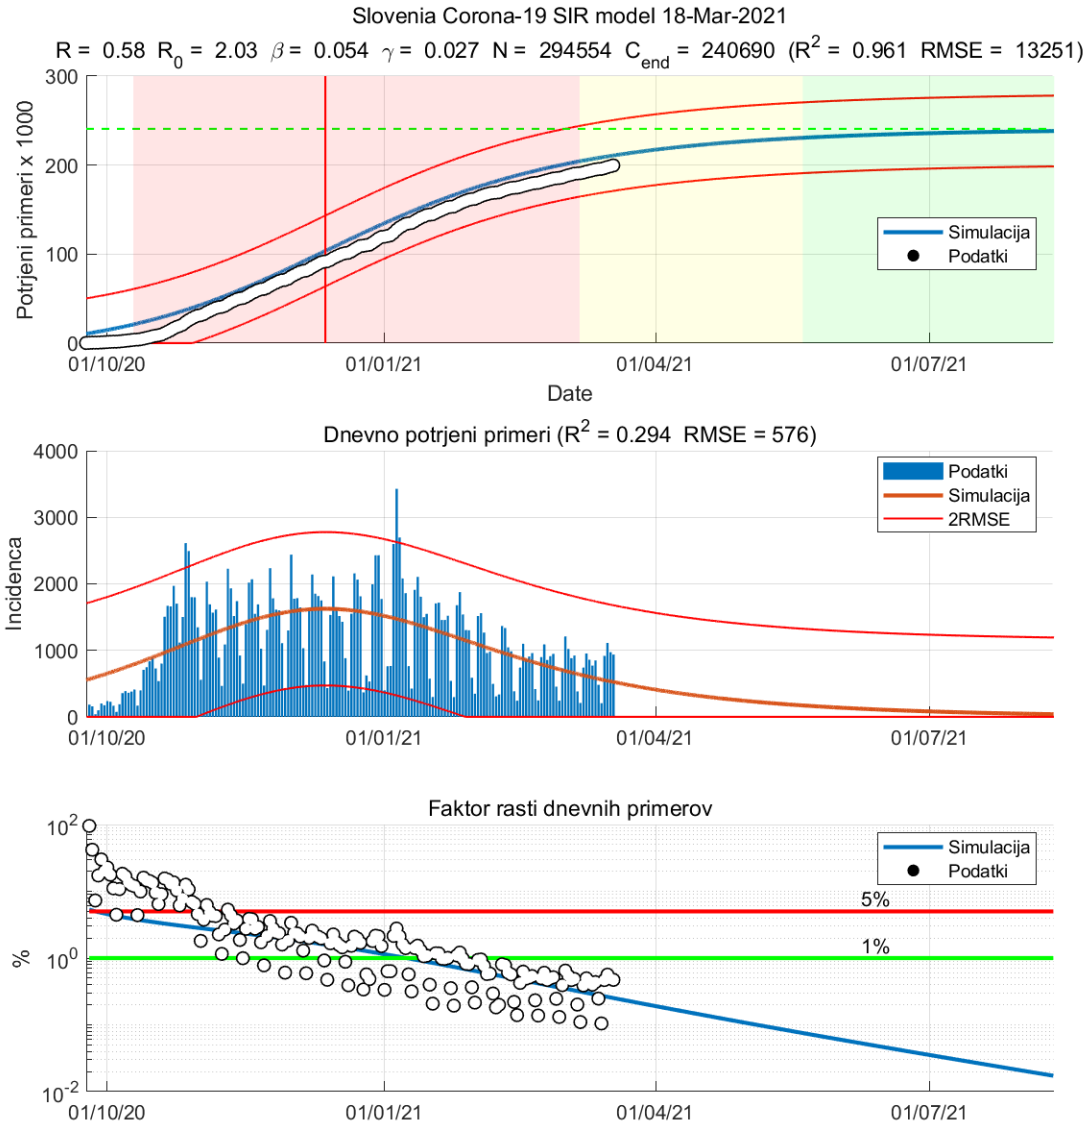 Slovenia Corona-19 SIR model 18-Mar-2021
R = 0.58 R0 = 2.03 β = 0.054 γ = 0.027 N = 294554 Cend = 240690 (R2 = 0.961 RMSE = 13251)
300
200
100
0
Potrjeni primeri x 1000
Simulacija
Podatki
01/10/20 01/01/21 01/04/21 01/07/21
Date
Dnevno potrjeni primeri (R2 = 0.294 RMSE = 576)
4000
3000
2000
1000
0
Incidenca
Podatki
Simulacija
2RMSE
01/10/20 01/01/21 01/04/21 01/07/21
Faktor rasti dnevnih primerov
10^2
10^0
10^-2
%
Simulacija
Podatki
5%
1%
01/10/20 01/01/21 01/04/21 01/07/21